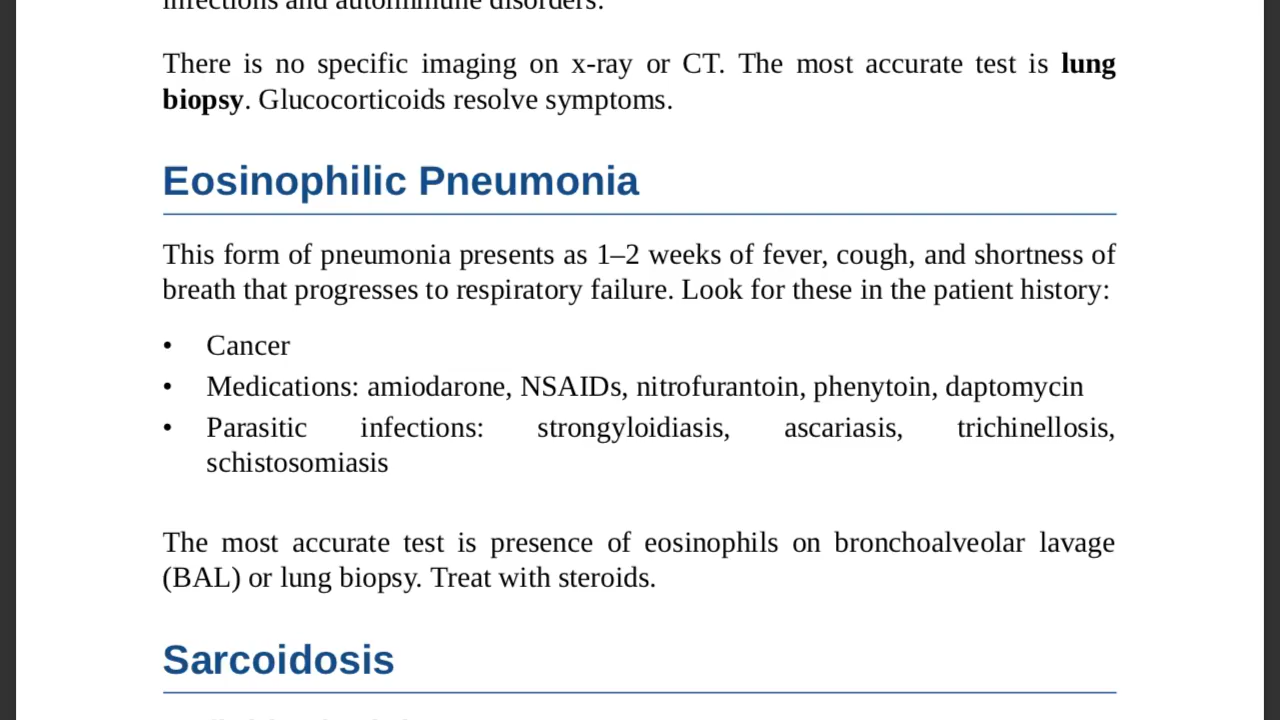 infections and autoimmune disorders.
There is no specific imaging on x-ray or CT. The most accurate test is lung
biopsy. Glucocorticoids resolve symptoms.
Eosinophilic Pneumonia
This form of pneumonia presents as 1–2 weeks of fever, cough, and shortness of
breath that progresses to respiratory failure. Look for these in the patient history:
• Cancer
• Medications: amiodarone, NSAIDs, nitrofurantoin, phenytoin, daptomycin
• Parasitic infections: strongyloidiasis, ascariasis, trichinellosis,
schistosomiasis
The most accurate test is presence of eosinophils on bronchoalveolar lavage
(BAL) or lung biopsy. Treat with steroids.
Sarcoidosis